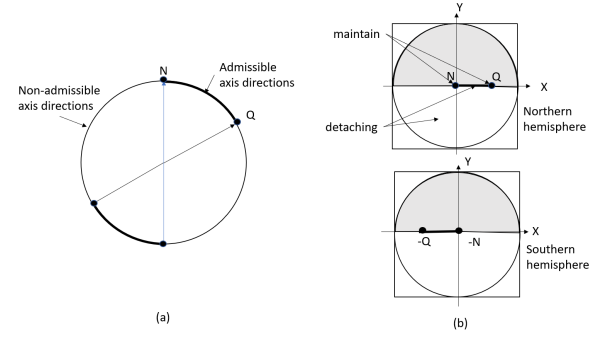 N
Admissible
axis directions
Non-admissible
axis directions
Q
(a)
Y
maintain
N
Q
X
Northern
hemisphere
detaching
Y
X
-Q
-N
Southern
hemisphere
(b)